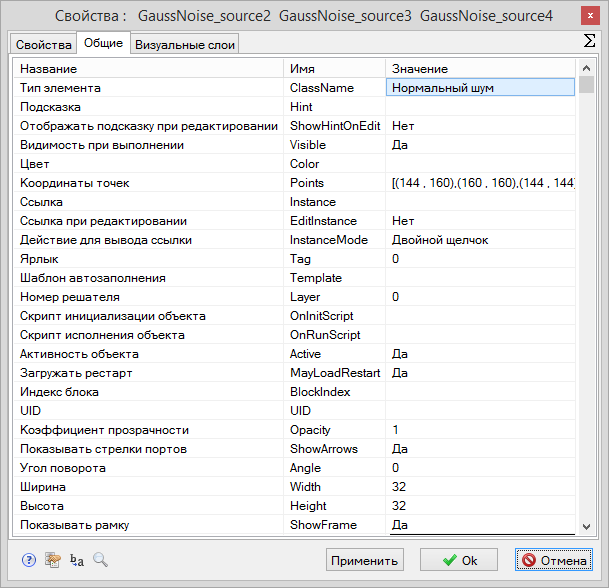 Свойства : GaussNoise_source2 GaussNoise_source3 GaussNoise_source4 x
Свойства Общие Визуальные слои Σ
Название Имя Значение
Тип элемента ClassName Нормальный шум
Подсказка Hint
Отображать подсказку при редактировании ShowHintOnEdit Нет
Видимость при выполнении Visible Да
Цвет Color
Координаты точек Points [(144 , 160),(160 , 160),(144 , 144)
Ссылка Instance
Ссылка при редактировании EditInstance Нет
Действие для вывода ссылки InstanceMode Двойной щелчок
Ярлык Tag 0
Шаблон автозаполнения Template
Номер решателя Layer 0
Скрипт инициализации объекта OnInitScript
Скрипт исполнения объекта OnRunScript
Активность объекта Active Да
Загружать рестарт MayLoadRestart Да
Индекс блока BlockIndex
UID UID
Коэффициент прозрачности Opacity 1
Показывать стрелки портов ShowArrows Да
Угол поворота Angle 0
Ширина Width 32
Высота Height 32
Показывать рамку ShowFrame Да
? ba Применить Ok Отмена